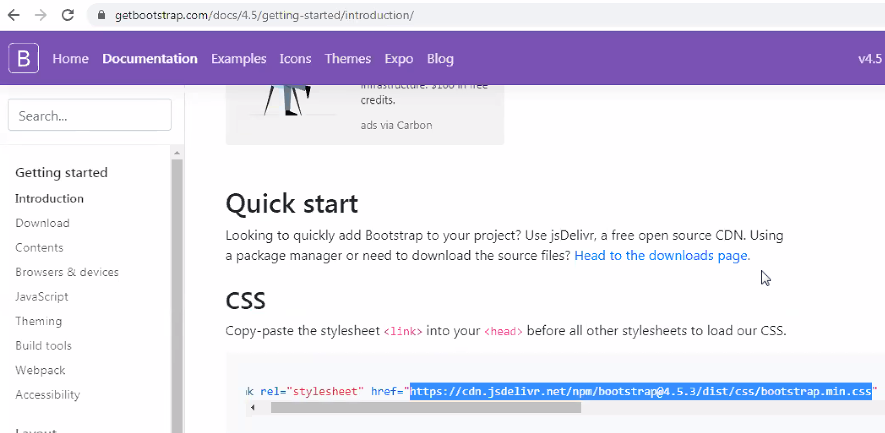 getbootstrap.com/docs/4.5/getting-started/introduction/
B Home Documentation Examples Icons Themes Expo Blog v4.5
Search...
infrastructure. $100 in free
credits.
ads via Carbon
Getting started
Introduction
Download
Contents
Browsers & devices
JavaScript
Theming
Build tools
Webpack
Accessibility
Layout
Quick start
Looking to quickly add Bootstrap to your project? Use jsDelivr, a free open source CDN. Using
a package manager or need to download the source files? Head to the downloads page.
CSS
Copy-paste the stylesheet <link> into your <head> before all other stylesheets to load our CSS.
k rel="stylesheet" href="https://cdn.jsdelivr.net/npm/bootstrap@4.5.3/dist/css/bootstrap.min.css"